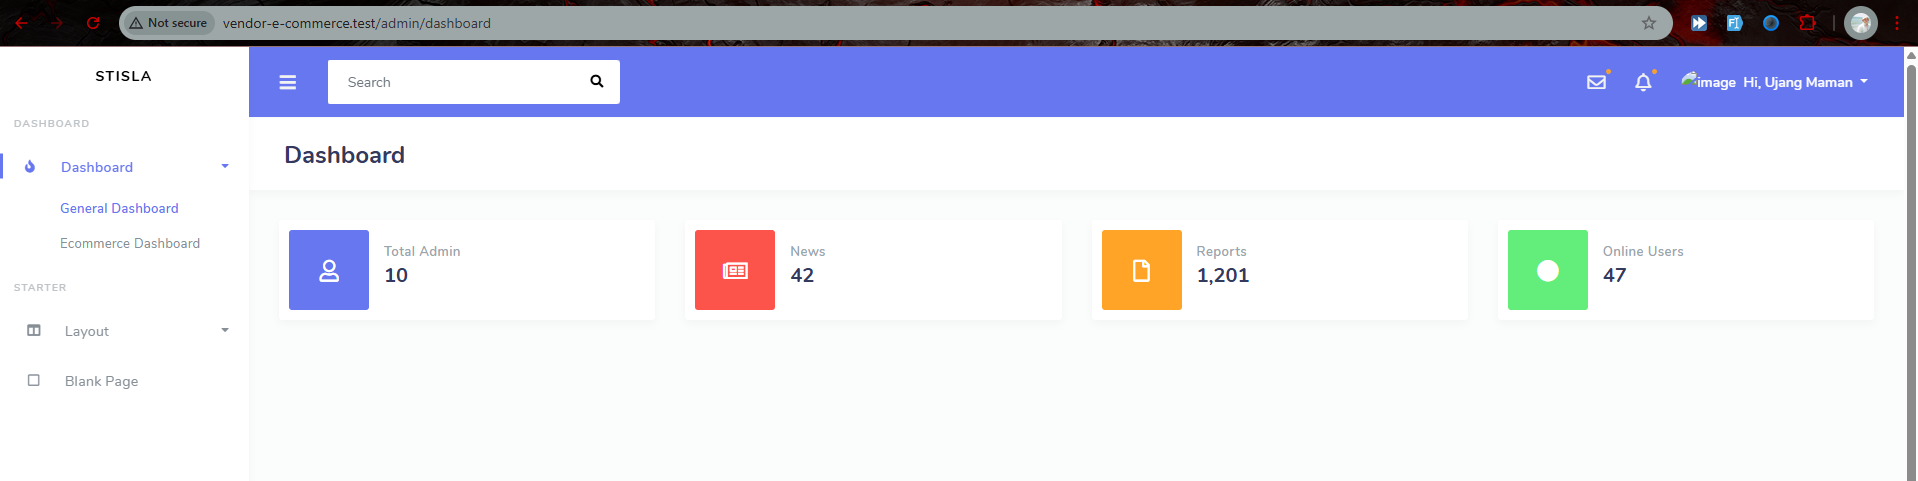 Not secure vendor-e-commerce.test/admin/dashboard
STISLA
Search
image Hi, Ujang Maman
DASHBOARD
Dashboard
General Dashboard
Ecommerce Dashboard
STARTER
Layout
Blank Page
Dashboard
Total Admin
10
News
42
Reports
1,201
Online Users
47